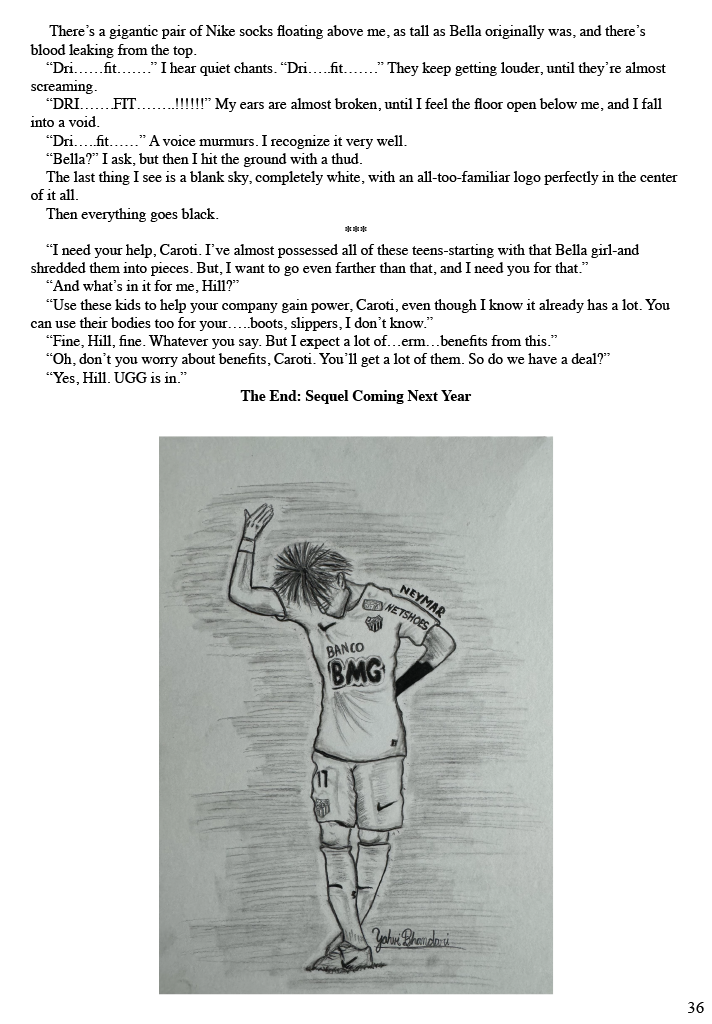 There's a gigantic pair of Nike socks floating above me, as tall as Bella originally was, and there's
blood leaking from the top.
“Dri……fit…….” I hear quiet chants. “Dri…..fit…….” They keep getting louder, until they're almost
screaming.
“DRI…….FIT……..!!!!!!” My ears are almost broken, until I feel the floor open below me, and I fall
into a void.
“Dri…..fit……” A voice murmurs. I recognize it very well.
“Bella?” I ask, but then I hit the ground with a thud.
The last thing I see is a blank sky, completely white, with an all-too-familiar logo perfectly in the center
of it all.
Then everything goes black.
***
“I need your help, Caroti. I've almost possessed all of these teens-starting with that Bella girl-and
shredded them into pieces. But, I want to go even farther than that, and I need you for that.”
“And what's in it for me, Hill?”
“Use these kids to help your company gain power, Caroti, even though I know it already has a lot. You
can use their bodies too for your…..boots, slippers, I don't know.”
“Fine, Hill, fine. Whatever you say. But I expect a lot of…erm…benefits from this.”
“Oh, don't you worry about benefits, Caroti. You'll get a lot of them. So do we have a deal?”
“Yes, Hill. UGG is in.”
The End: Sequel Coming Next Year
NEYMAR
NETSHOES
BANCO
BMG
11
Yahvi Bhandari
36